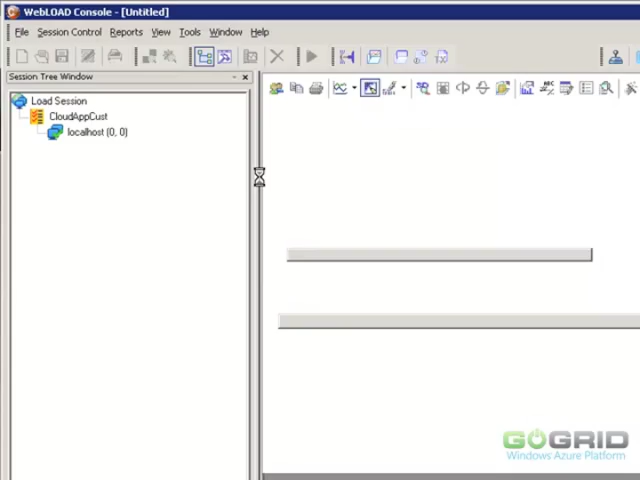 WebLOAD Console - [Untitled]
File Session Control Reports View Tools Window Help
Session Tree Window
Load Session
CloudAppCust
localhost (0, 0)
GOGRID
Windows Azure Platform